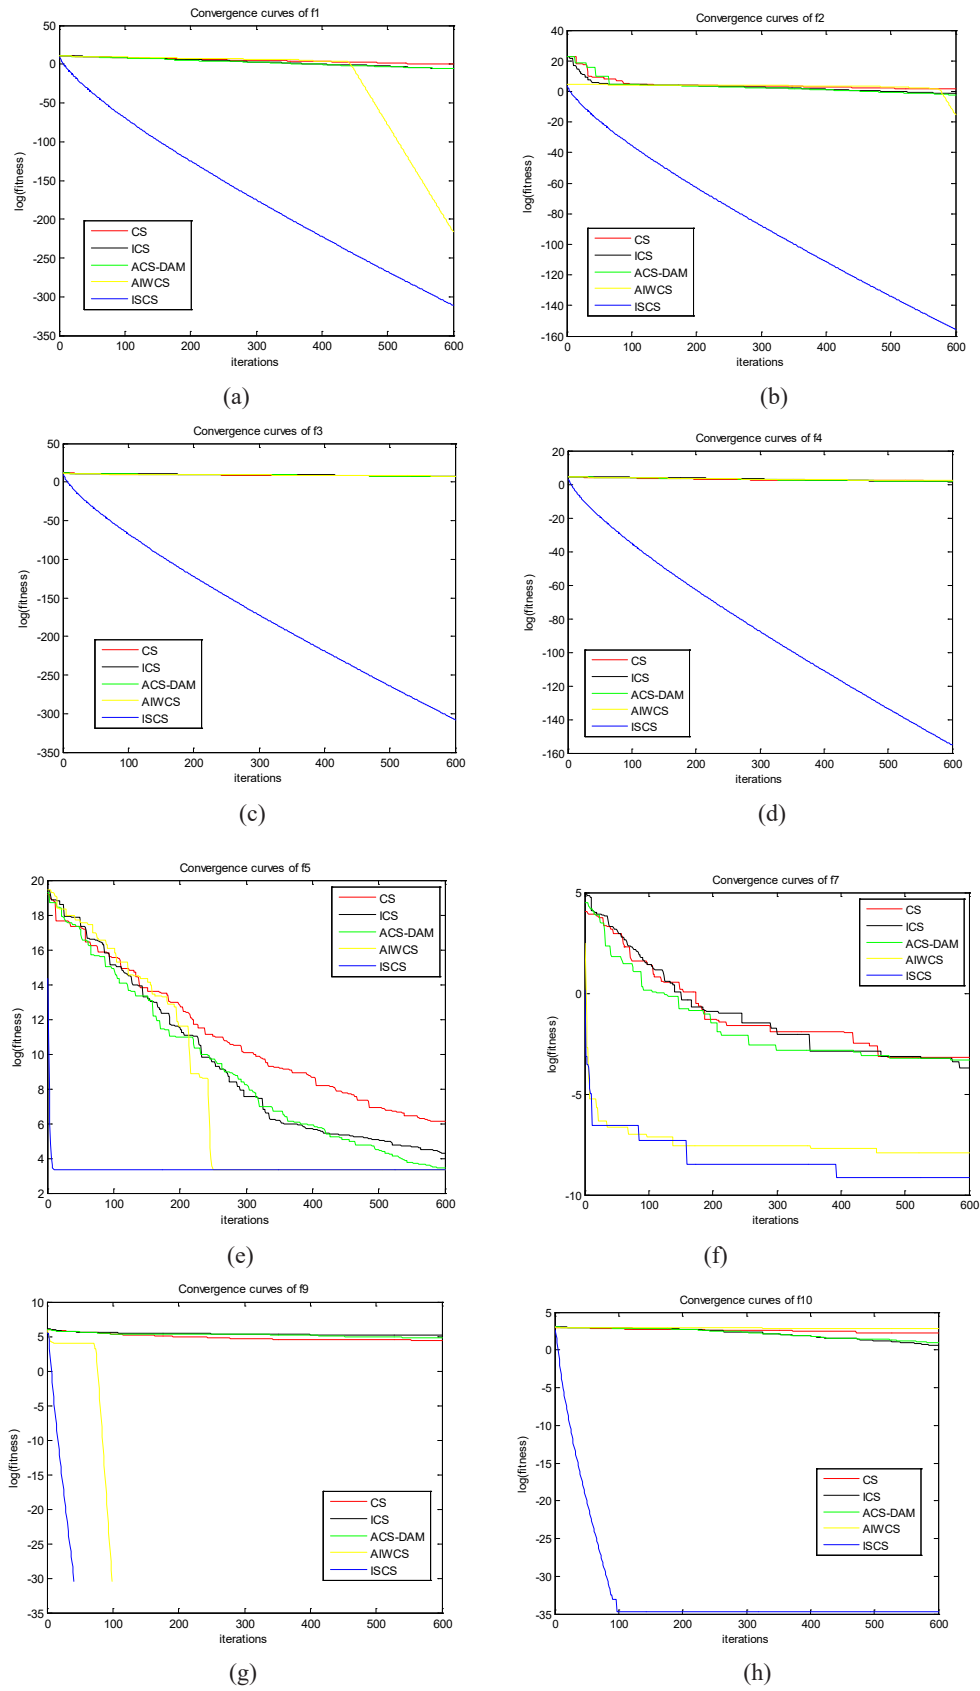 Convergence curves of f1
50
0
-50
-100
-150
-200
-250
-300
-350
log(fitness)
CS
ICS
ACS-DAM
AIWCS
ISCS
0 100 200 300 400 500 600
iterations
(a)
Convergence curves of f2
40
20
0
-20
-40
-60
-80
-100
-120
-140
-160
log(fitness)
CS
ICS
ACS-DAM
AIWCS
ISCS
0 100 200 300 400 500 600
iterations
(b)
Convergence curves of f3
50
0
-50
-100
-150
-200
-250
-300
-350
log(fitness)
CS
ICS
ACS-DAM
AIWCS
ISCS
0 100 200 300 400 500 600
iterations
(c)
Convergence curves of f4
20
0
-20
-40
-60
-80
-100
-120
-140
-160
log(fitness)
CS
ICS
ACS-DAM
AIWCS
ISCS
0 100 200 300 400 500 600
iterations
(d)
Convergence curves of f5
20
18
16
14
12
10
8
6
4
2
log(fitness)
CS
ICS
ACS-DAM
AIWCS
ISCS
0 100 200 300 400 500 600
iterations
(e)
Convergence curves of f7
5
0
-5
-10
log(fitness)
CS
ICS
ACS-DAM
AIWCS
ISCS
0 100 200 300 400 500 600
iterations
(f)
Convergence curves of f9
10
5
0
-5
-10
-15
-20
-25
-30
-35
log(fitness)
CS
ICS
ACS-DAM
AIWCS
ISCS
0 100 200 300 400 500 600
iterations
(g)
Convergence curves of f10
5
0
-5
-10
-15
-20
-25
-30
-35
log(fitness)
CS
ICS
ACS-DAM
AIWCS
ISCS
0 100 200 300 400 500 600
iterations
(h)